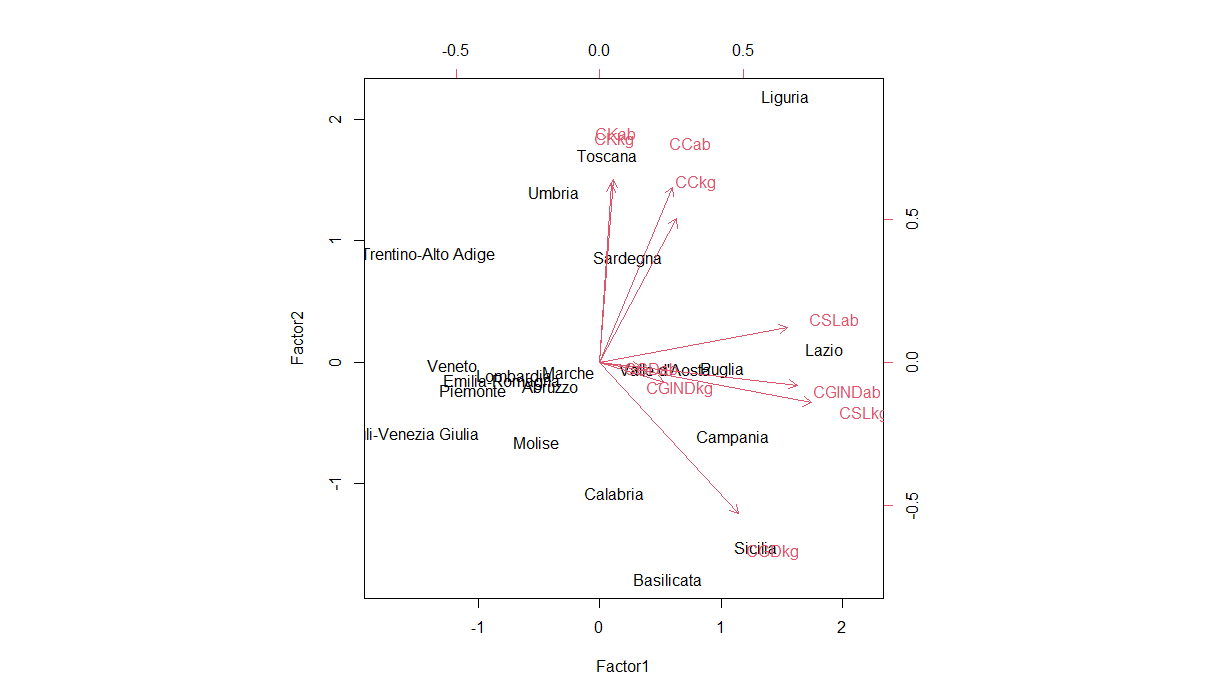 -0.5 0.0 0.5
Liguria
2
CKab
CKkg
CCab
Toscana
CCkg
Umbria
0.5
1
Trentino-Alto Adige
Sardegna
CSLab
Lazio
Factor2
0
0.0
Veneto
Valle d'Aosta
Puglia
Marche
Lombardia
Emilia-Romagna
Abruzzo
Piemonte
CGINDkg
CGINDab
CSLkg
li-Venezia Giulia
Campania
Molise
-1
Calabria
-0.5
Sicilia
CGDkg
Basilicata
-1 0 1 2
Factor1